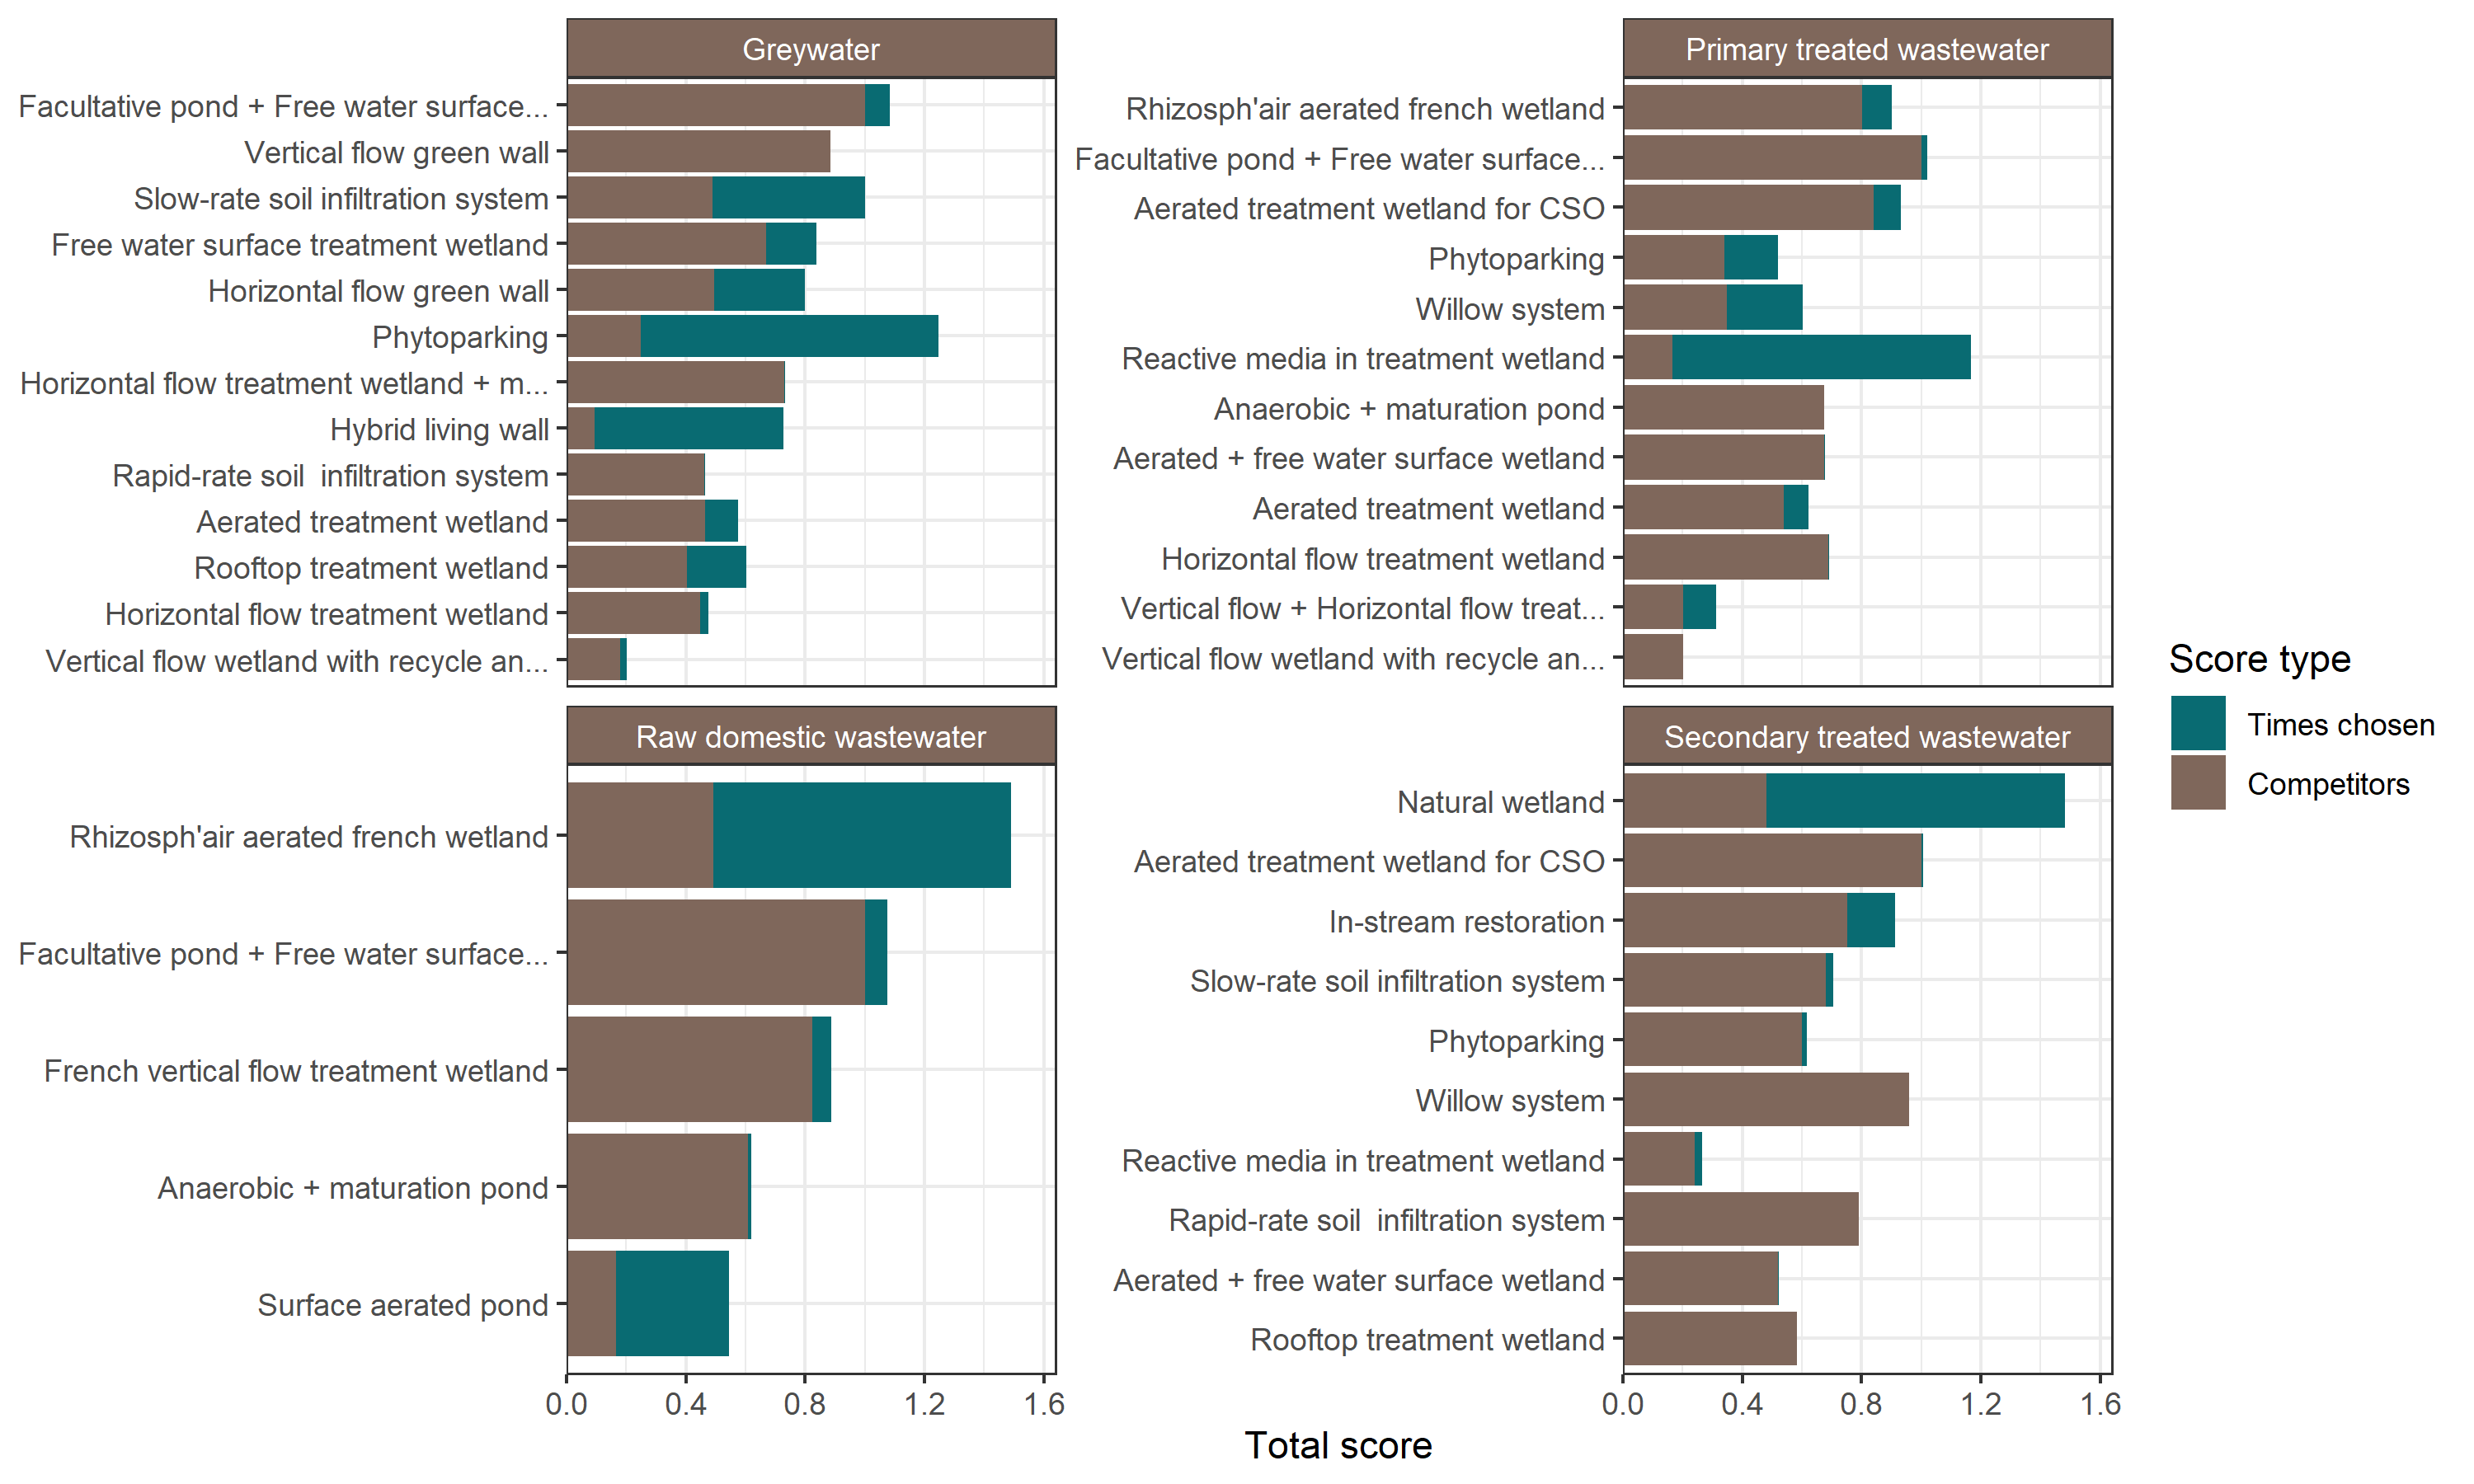 Greywater
Facultative pond + Free water surface...
Vertical flow green wall
Slow-rate soil infiltration system
Free water surface treatment wetland
Horizontal flow green wall
Phytoparking
Horizontal flow treatment wetland + m...
Hybrid living wall
Rapid-rate soil  infiltration system
Aerated treatment wetland
Rooftop treatment wetland
Horizontal flow treatment wetland
Vertical flow wetland with recycle an...
Primary treated wastewater
Rhizosph'air aerated french wetland
Facultative pond + Free water surface...
Aerated treatment wetland for CSO
Phytoparking
Willow system
Reactive media in treatment wetland
Anaerobic + maturation pond
Aerated + free water surface wetland
Aerated treatment wetland
Horizontal flow treatment wetland
Vertical flow + Horizontal flow treat...
Vertical flow wetland with recycle an...
Raw domestic wastewater
Rhizosph'air aerated french wetland
Facultative pond + Free water surface...
French vertical flow treatment wetland
Anaerobic + maturation pond
Surface aerated pond
0.0 0.4 0.8 1.2 1.6
Secondary treated wastewater
Natural wetland
Aerated treatment wetland for CSO
In-stream restoration
Slow-rate soil infiltration system
Phytoparking
Willow system
Reactive media in treatment wetland
Rapid-rate soil  infiltration system
Aerated + free water surface wetland
Rooftop treatment wetland
0.0 0.4 0.8 1.2 1.6
Total score
Score type
Times chosen
Competitors